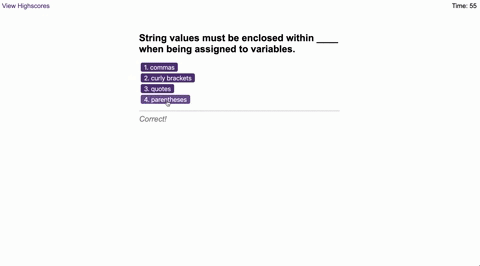 View Highscores
Time: 55
String values must be enclosed within ____
when being assigned to variables.
1. commas
2. curly brackets
3. quotes
4. parentheses
Correct!